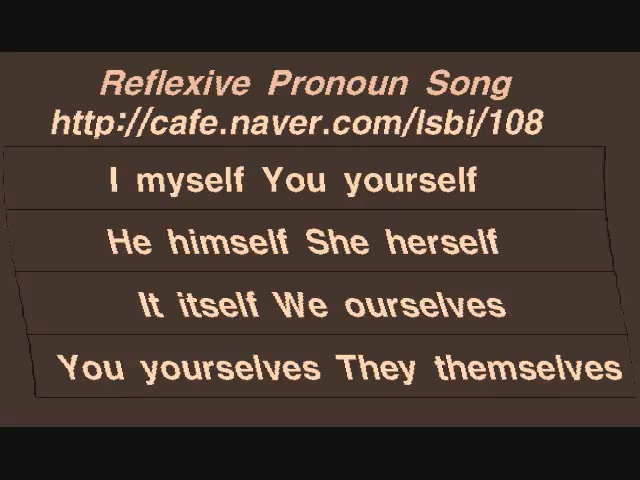 Reflexive Pronoun Song
http://cafe.naver.com/lsbi/108
I myself You yourself
He himself She herself
It itself We ourselves
You yourselves They themselves